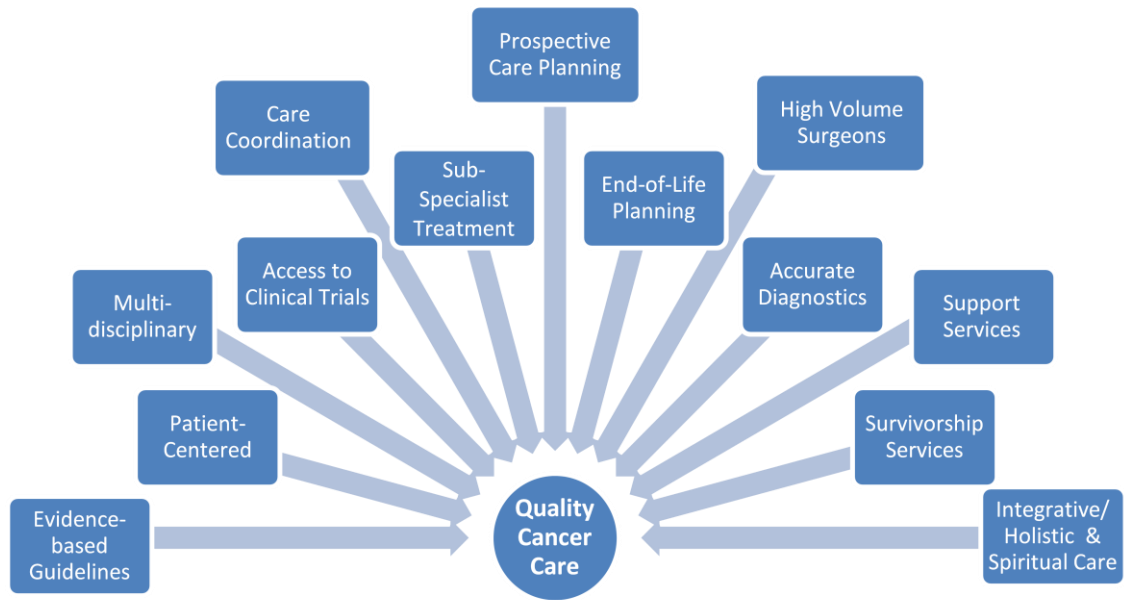 Prospective
Care Planning
Care
Coordination
High Volume
Surgeons
Sub-
Specialist
Treatment
End-of-Life
Planning
Access to
Clinical Trials
Accurate
Diagnostics
Multi-
disciplinary
Support
Services
Patient-
Centered
Survivorship
Services
Evidence-
based
Guidelines
Quality
Cancer
Care
Integrative/
Holistic &
Spiritual Care